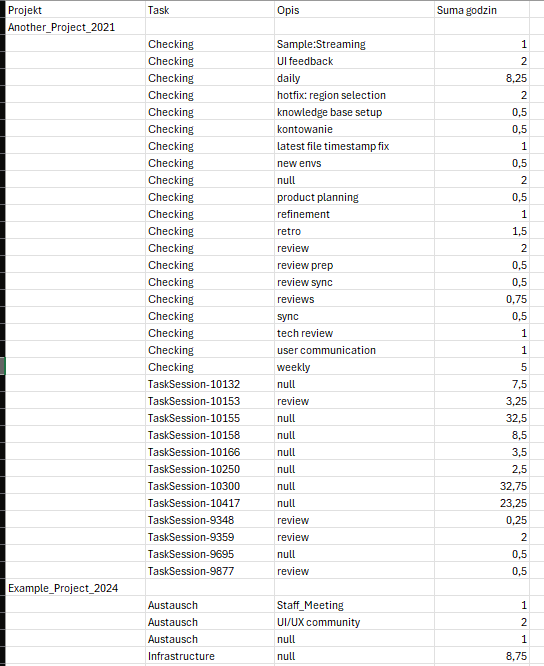 Projekt Task Opis Suma godzin
Another_Project_2021
Checking Sample:Streaming 1
Checking UI feedback 2
Checking daily 8,25
Checking hotfix: region selection 2
Checking knowledge base setup 0,5
Checking kontowanie 0,5
Checking latest file timestamp fix 1
Checking new envs 0,5
Checking null 2
Checking product planning 0,5
Checking refinement 1
Checking retro 1,5
Checking review 2
Checking review prep 0,5
Checking review sync 0,5
Checking reviews 0,75
Checking sync 0,5
Checking tech review 1
Checking user communication 1
Checking weekly 5
TaskSession-10132 null 7,5
TaskSession-10153 review 3,25
TaskSession-10155 null 32,5
TaskSession-10158 null 8,5
TaskSession-10166 null 3,5
TaskSession-10250 null 2,5
TaskSession-10300 null 32,75
TaskSession-10417 null 23,25
TaskSession-9348 review 0,25
TaskSession-9359 review 2
TaskSession-9695 null 0,5
TaskSession-9877 review 0,5
Example_Project_2024
Austausch Staff_Meeting 1
Austausch UI/UX community 2
Austausch null 1
Infrastructure null 8,75